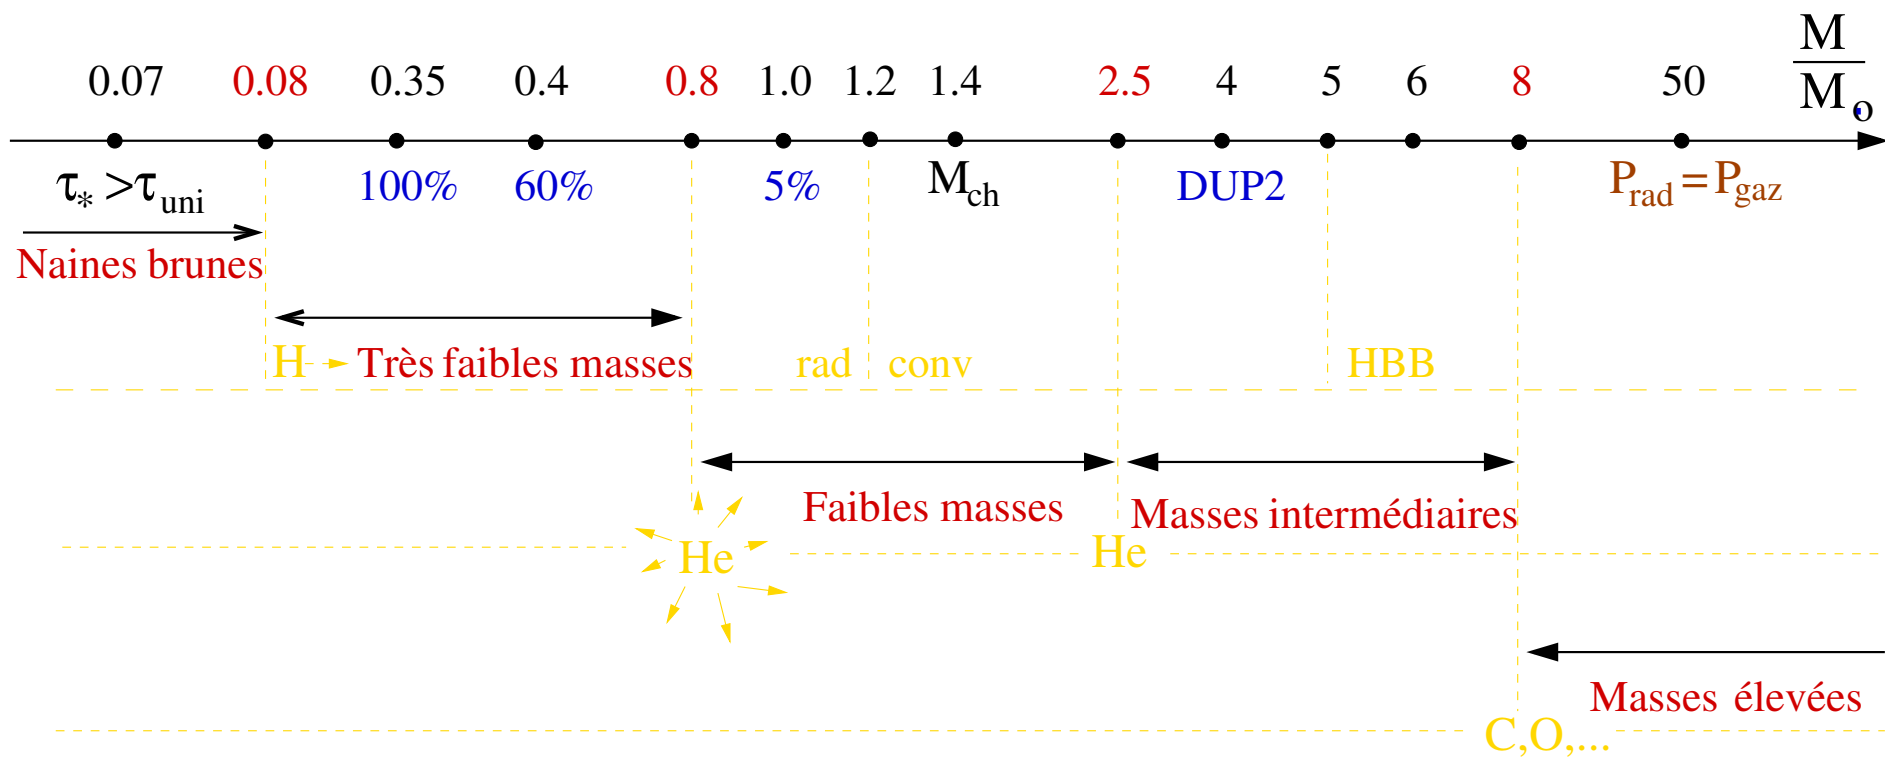 0.07 0.08 0.35 0.4 0.8 1.0 1.2 1.4 2.5 4 5 6 8 50 M/M₀
τ* >τuni 100% 60% 5% Mch DUP2 Prad = Pgaz
Naines brunes
H Très faibles masses rad conv HBB
Faibles masses Masses intermédiaires
He He
Masses élevées
C,O,...